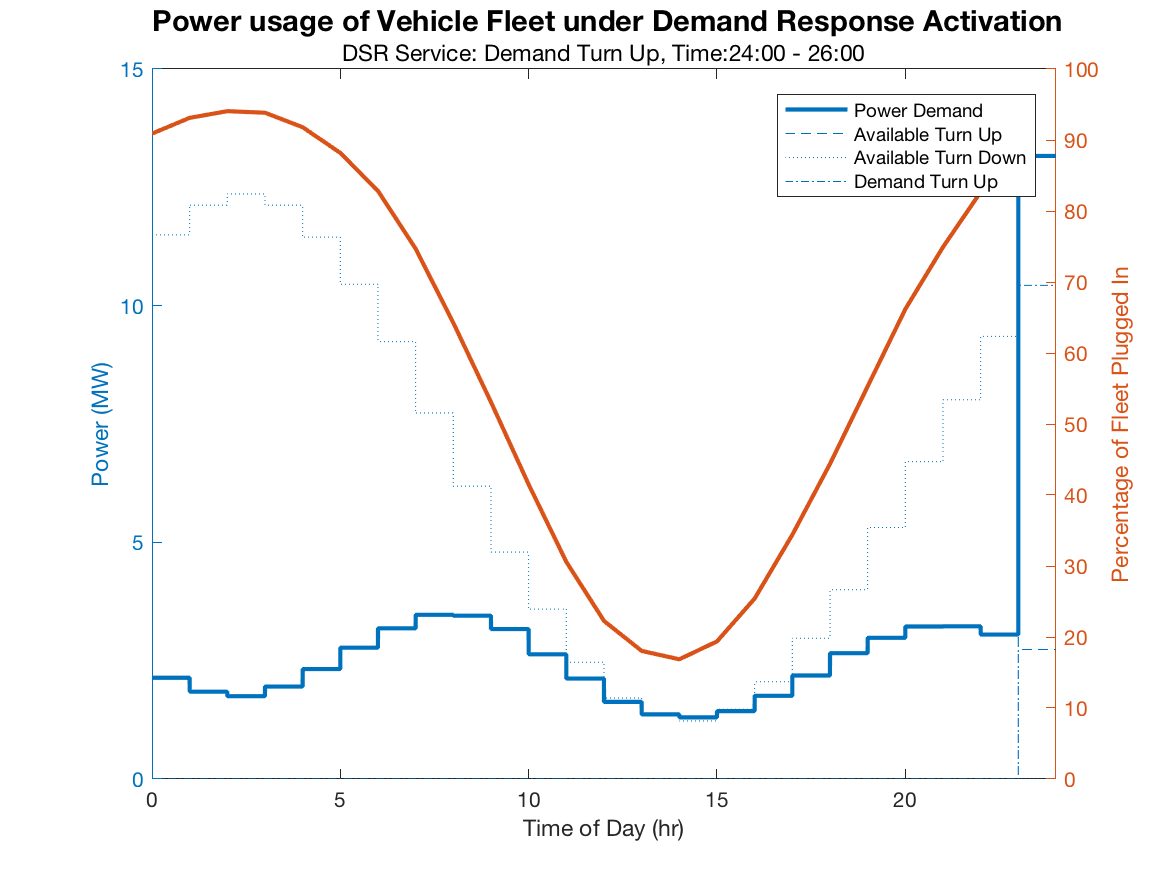 Power usage of Vehicle Fleet under Demand Response Activation
DSR Service: Demand Turn Up, Time:24:00 - 26:00
15
10
5
0
Power (MW)
Power Demand
Available Turn Up
Available Turn Down
Demand Turn Up
100
90
80
70
60
50
40
30
20
10
0
Percentage of Fleet Plugged In
0
5
10
15
20
Time of Day (hr)